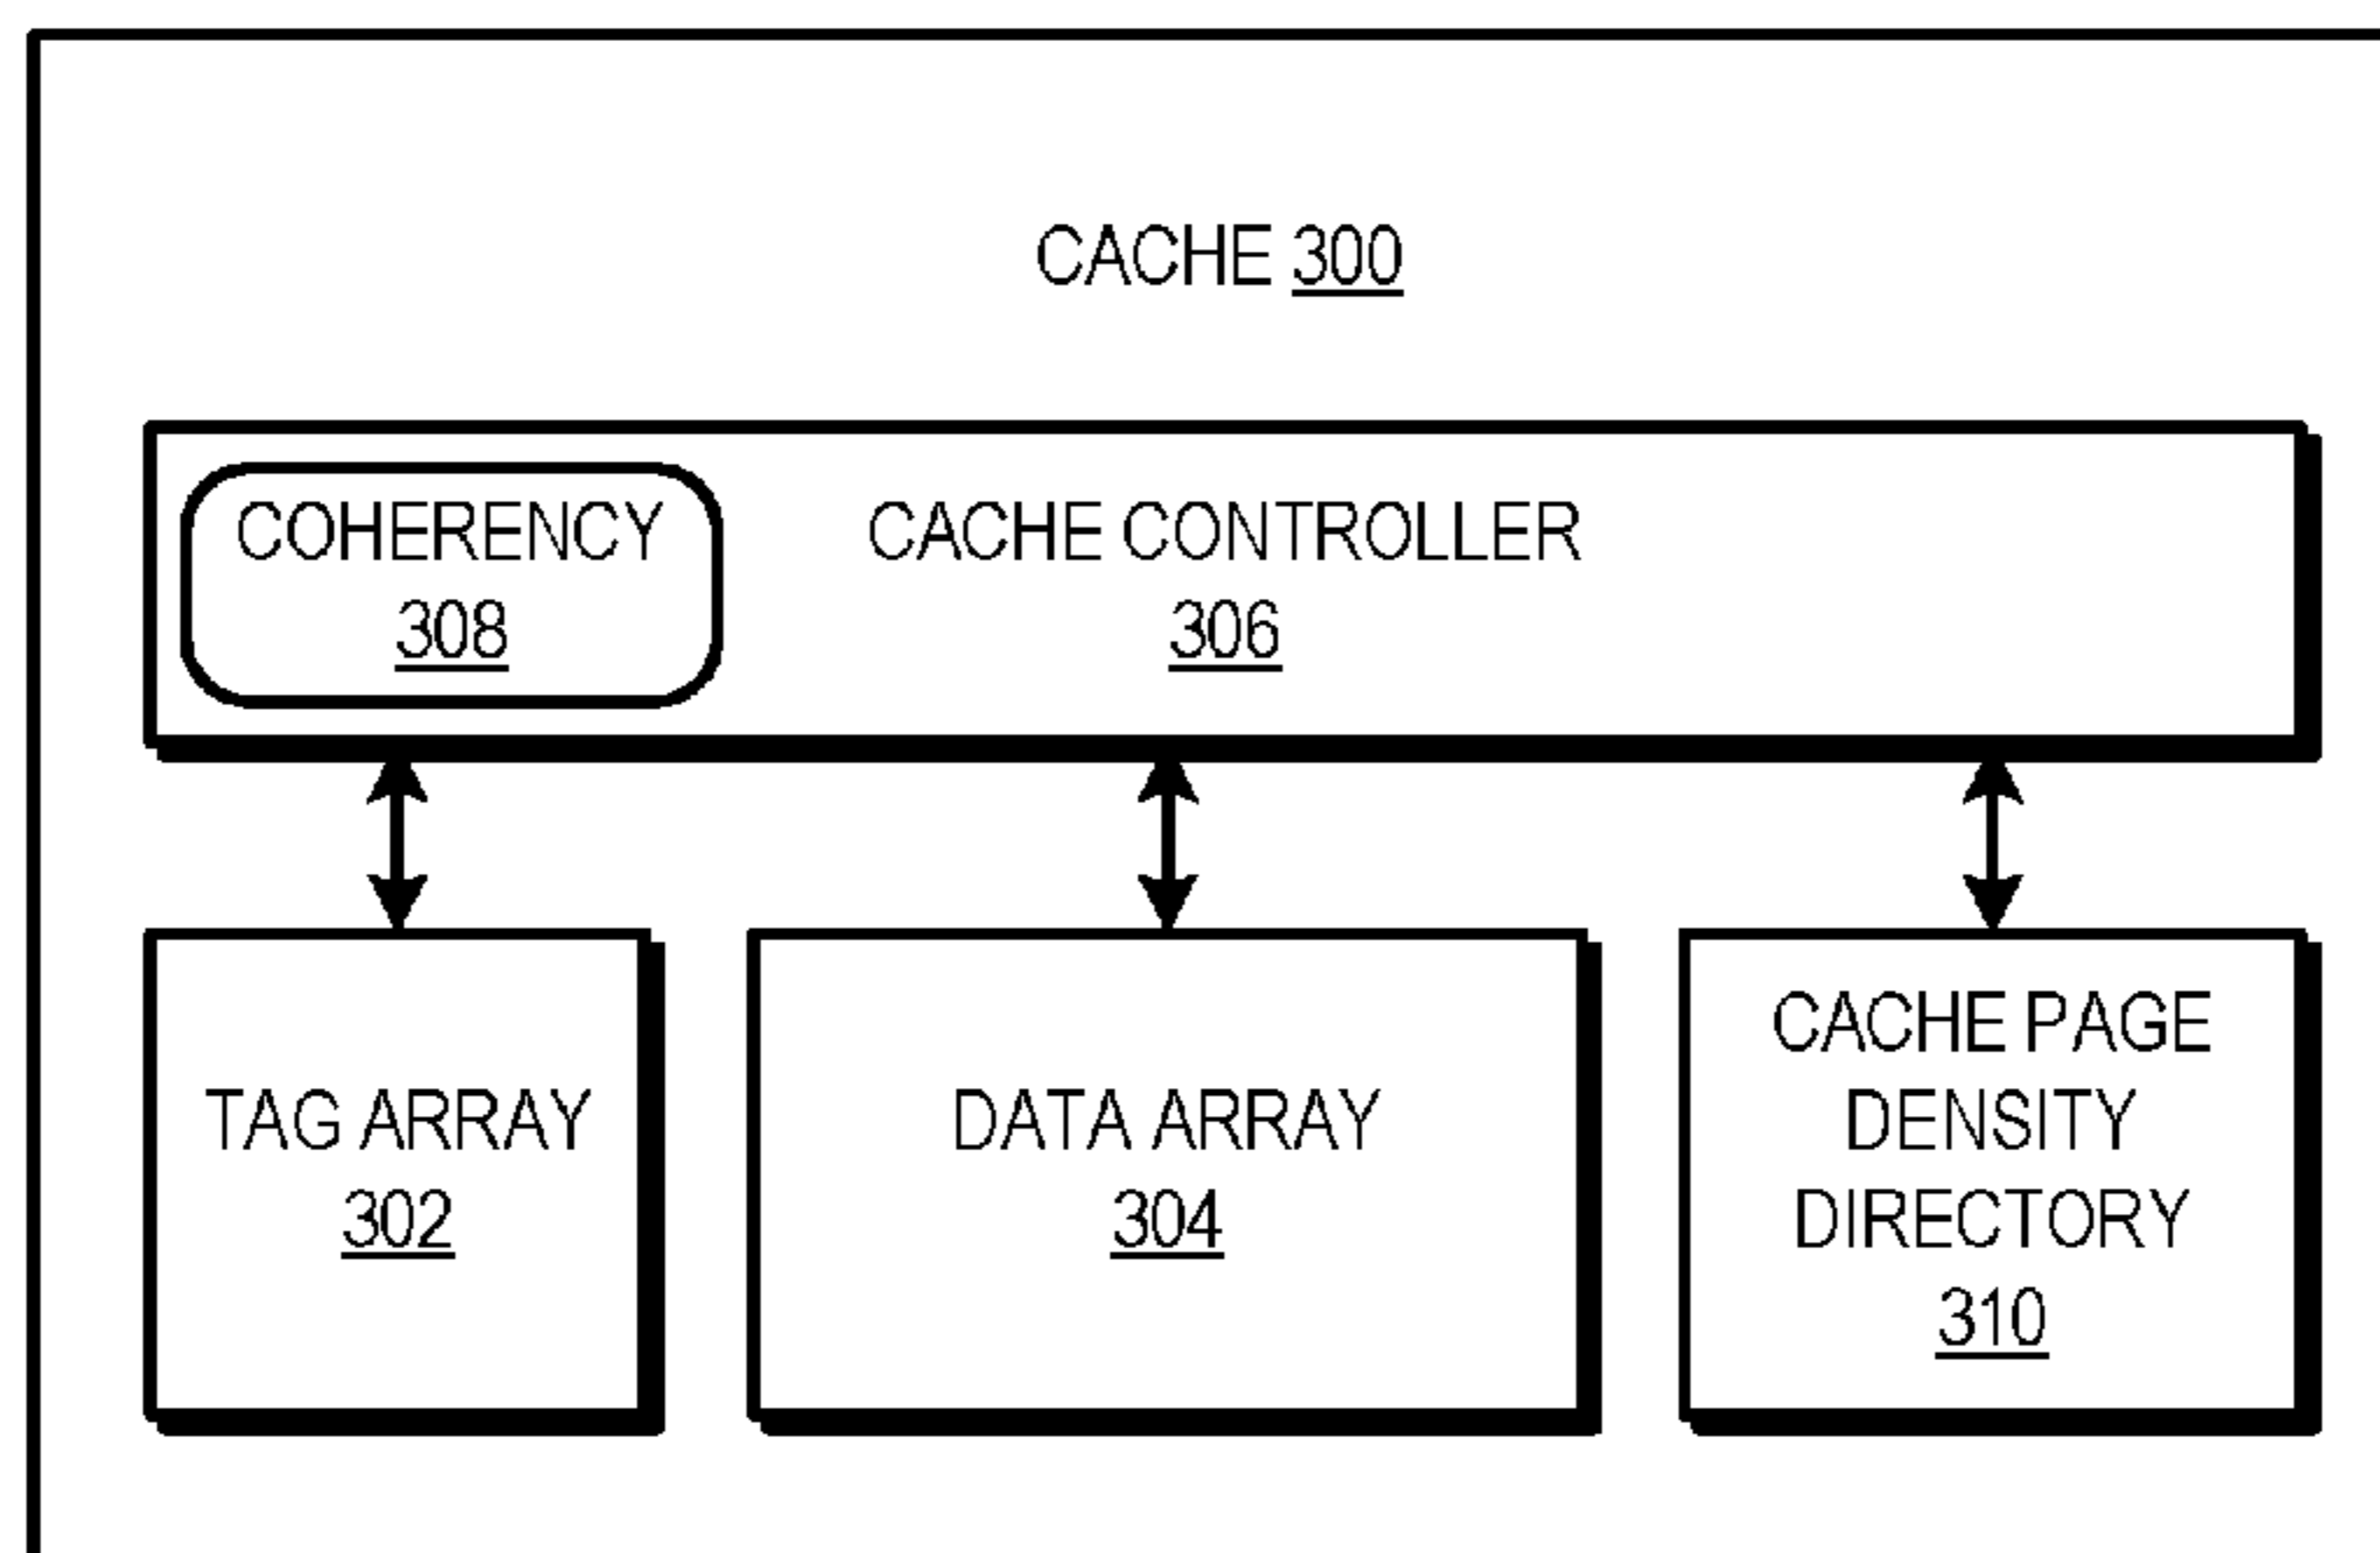 CACHE 300
COHERENCY
308
CACHE CONTROLLER
306
TAG ARRAY
302
DATA ARRAY
304
CACHE PAGE
DENSITY
DIRECTORY
310